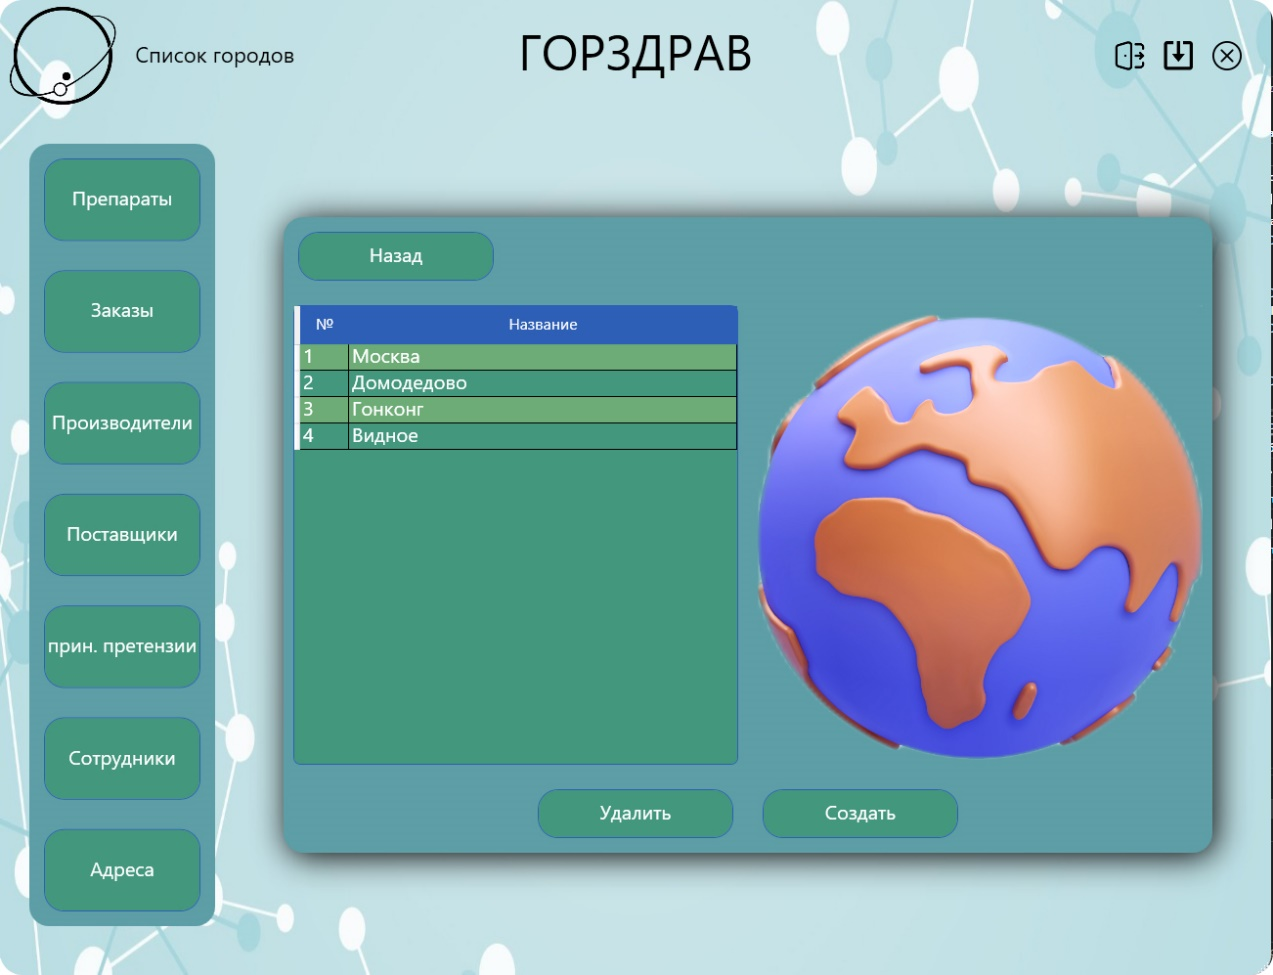 Список городов
ГОРЗДРАВ
Препараты
Заказы
Производители
Поставщики
прин. претензии
Сотрудники
Адреса
Назад
№ Название
1 Москва
2 Домодедово
3 Гонконг
4 Видное
Удалить
Создать